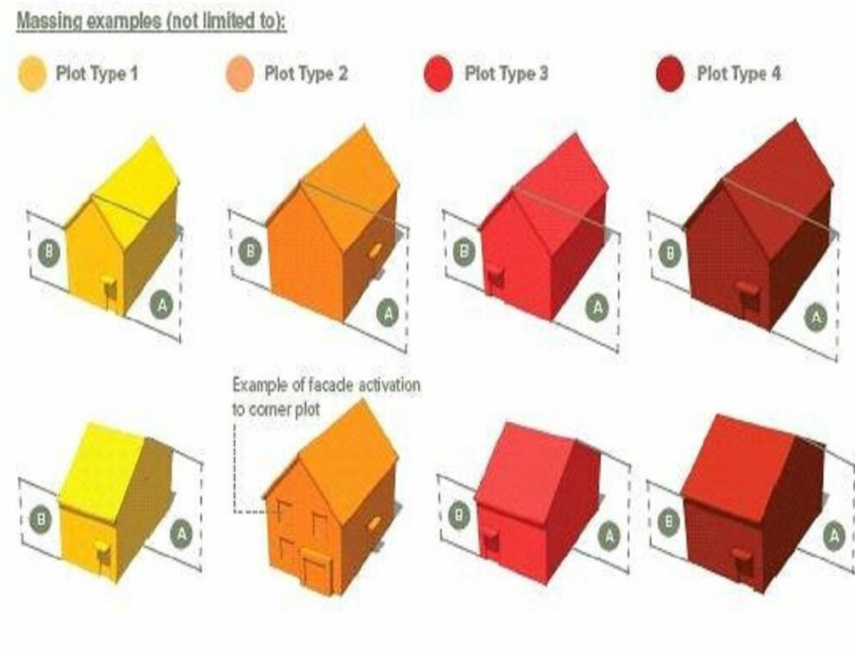 Massing examples (not limited to):
Plot Type 1
Plot Type 2
Plot Type 3
Plot Type 4
B
A
B
A
B
A
B
A
Example of facade activation
to corner plot
B
A
B
A
B
A